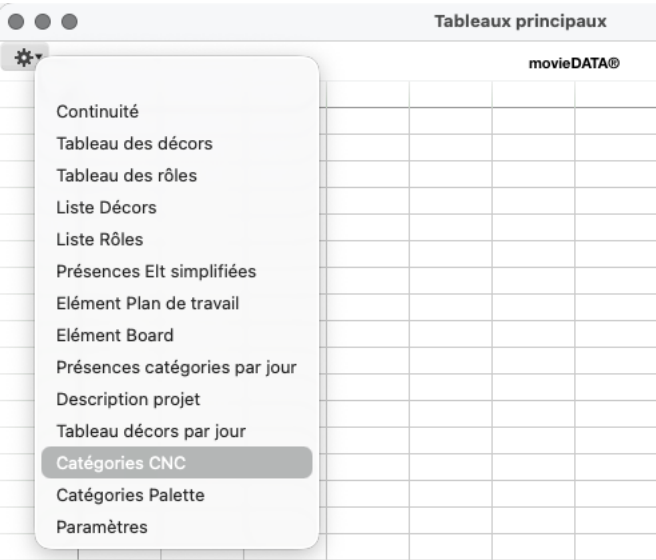 Tableaux principaux
movieDATA®
Continuité
Tableau des décors
Tableau des rôles
Liste Décors
Liste Rôles
Présences Elt simplifiées
Elément Plan de travail
Elément Board
Présences catégories par jour
Description projet
Tableau décors par jour
Catégories CNC
Catégories Palette
Paramètres